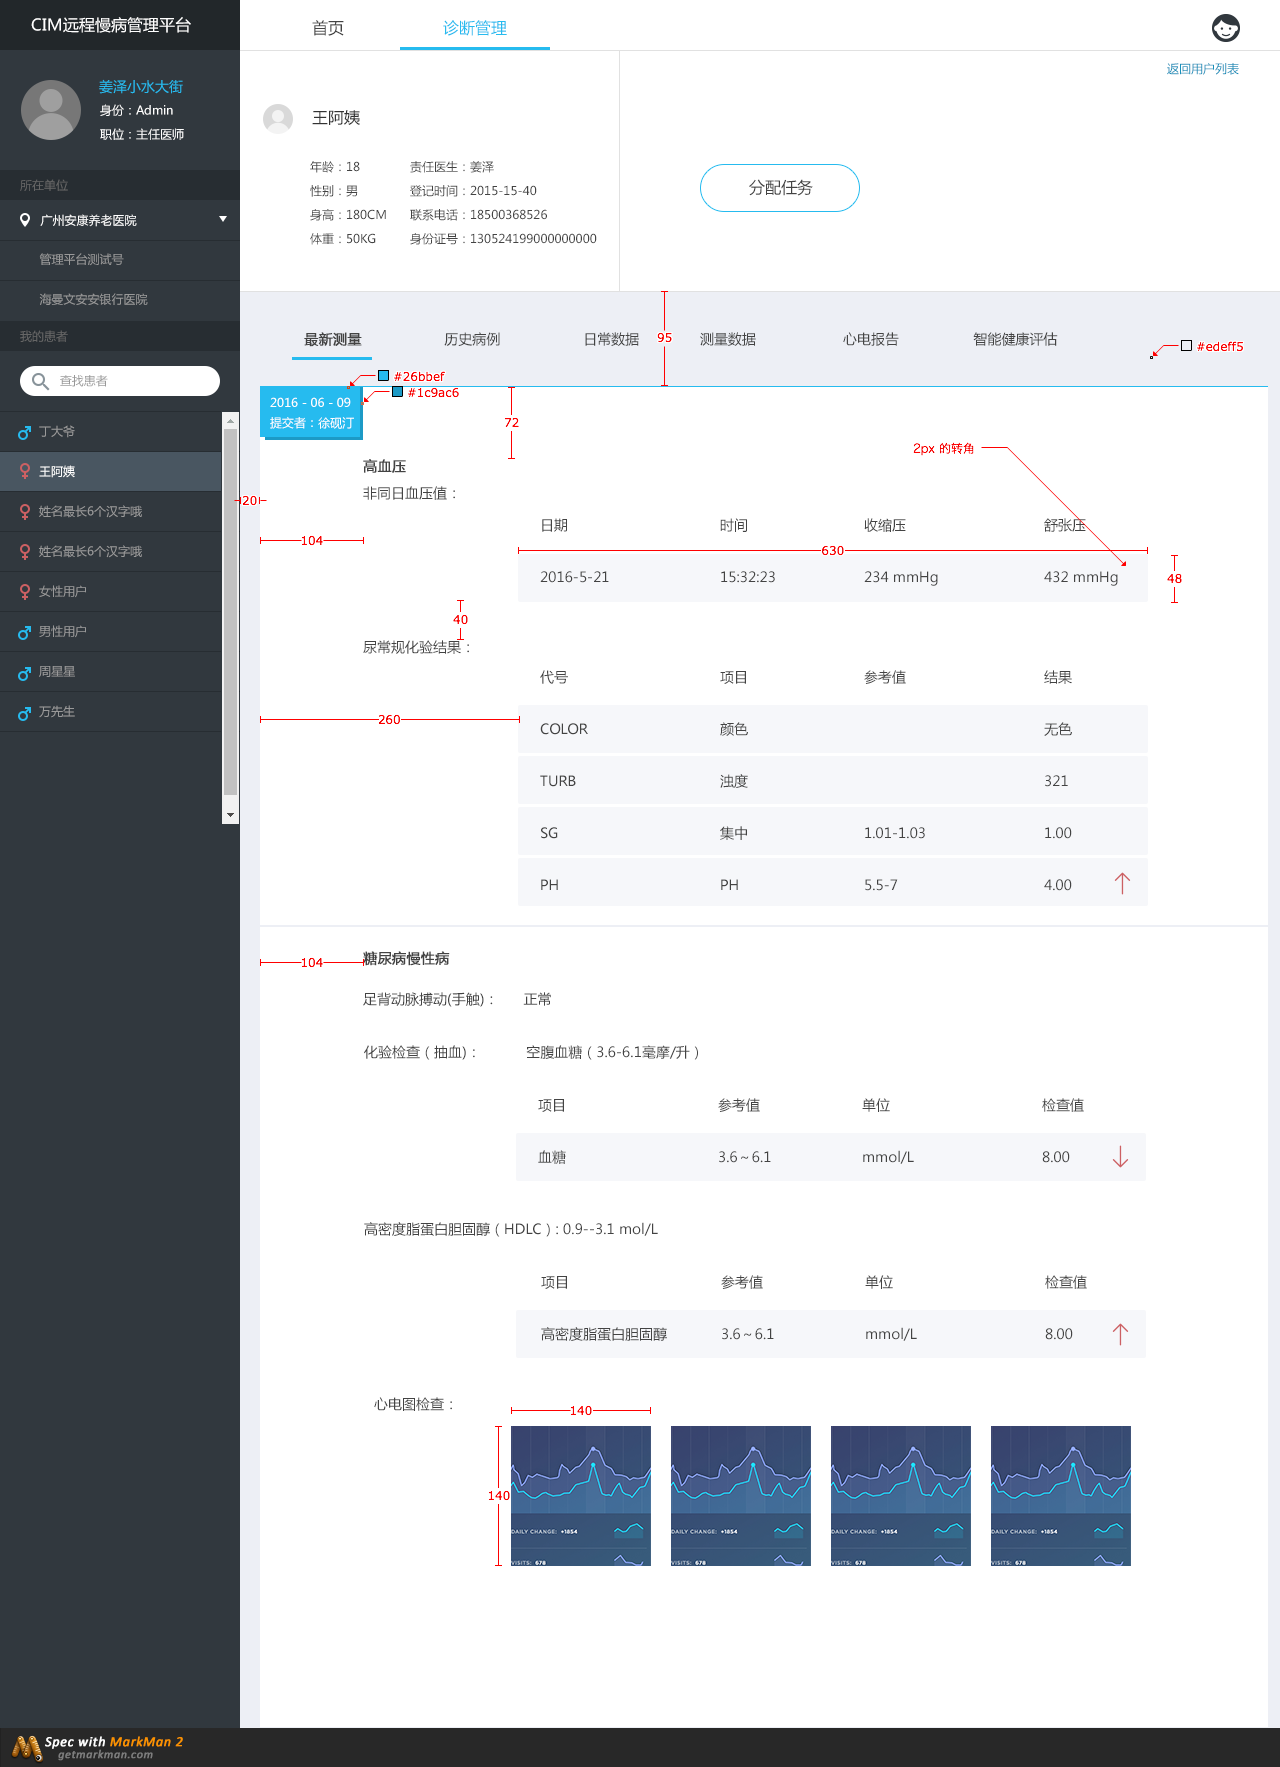 CIM远程慢病管理平台
首页
诊断管理
返回用户列表
姜泽小水大街
身份：Admin
职位：主任医师
所在单位
广州安康养老医院
管理平台测试号
海曼文安安银行医院
我的患者
查找患者
丁大爷
王阿姨
姓名最长6个汉字哦
姓名最长6个汉字哦
女性用户
男性用户
周星星
万先生
王阿姨
年龄：18 责任医生：姜泽
性别：男 登记时间：2015-15-40
身高：180CM 联系电话：18500368526
体重：50KG 身份证号：130524199000000000
分配任务
最新测量
历史病例
日常数据
95
测量数据
心电报告
智能健康评估
#edeff5
#26bbef
#1c9ac6
2016 - 06 - 09
提交者：徐砚汀
72
2px 的转角
高血压
非同日血压值：
20
104
日期 时间 收缩压 舒张压
630
2016-5-21 15:32:23 234 mmHg 432 mmHg
48
40
尿常规化验结果：
代号 项目 参考值 结果
260
COLOR 颜色 无色
TURB 浊度 321
SG 集中 1.01-1.03 1.00
PH PH 5.5-7 4.00
104
糖尿病慢性病
足背动脉搏动(手触)： 正常
化验检查（抽血)： 空腹血糖（3.6-6.1毫摩/升）
项目 参考值 单位 检查值
血糖 3.6～6.1 mmol/L 8.00
高密度脂蛋白胆固醇（HDLC）: 0.9--3.1 mol/L
项目 参考值 单位 检查值
高密度脂蛋白胆固醇 3.6～6.1 mmol/L 8.00
心电图检查：
140
140
DAILY CHANGE: +1854
VISITS: 678
DAILY CHANGE: +1854
VISITS: 678
DAILY CHANGE: +1854
VISITS: 678
DAILY CHANGE: +1854
VISITS: 678
Spec with MarkMan 2
getmarkman.com